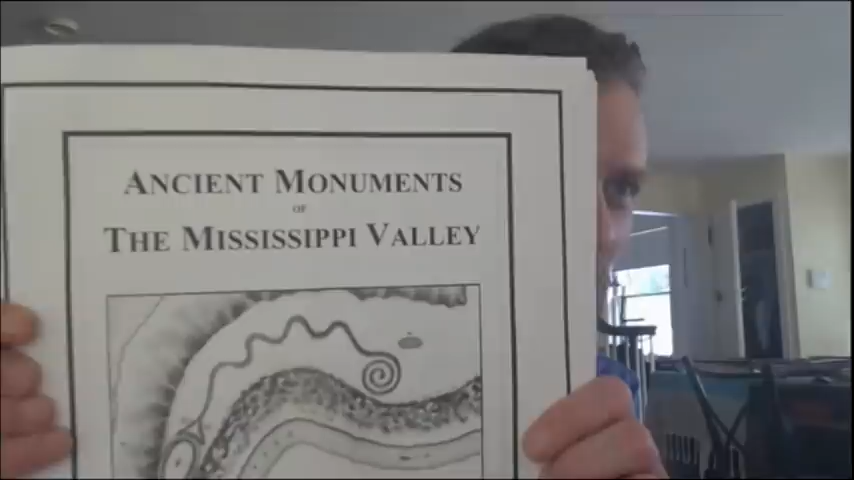 ANCIENT MONUMENTS
OF
THE MISSISSIPPI VALLEY